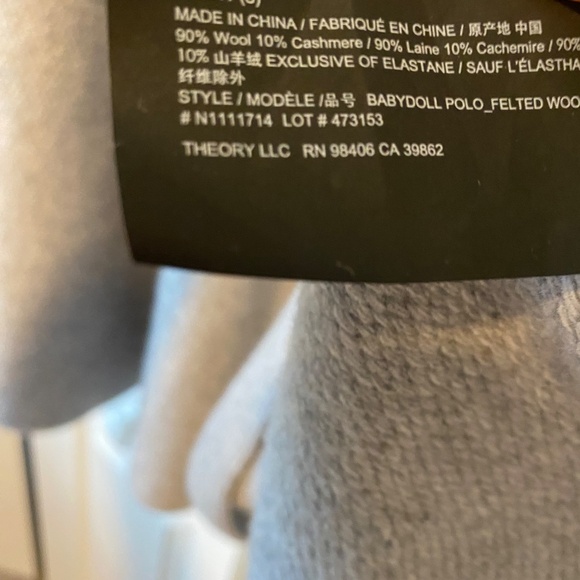 MADE IN CHINA / FABRIQUÉ EN CHINE / 原产地 中国
90% Wool 10% Cashmere / 90% Laine 10% Cachemire / 90%
10% 山羊绒 EXCLUSIVE OF ELASTANE / SAUF L'ÉLASTHA
纤维除外
STYLE / MODÈLE /品号 BABYDOLL POLO_FELTED WOO
# N1111714 LOT # 473153
THEORY LLC RN 98406 CA 39862